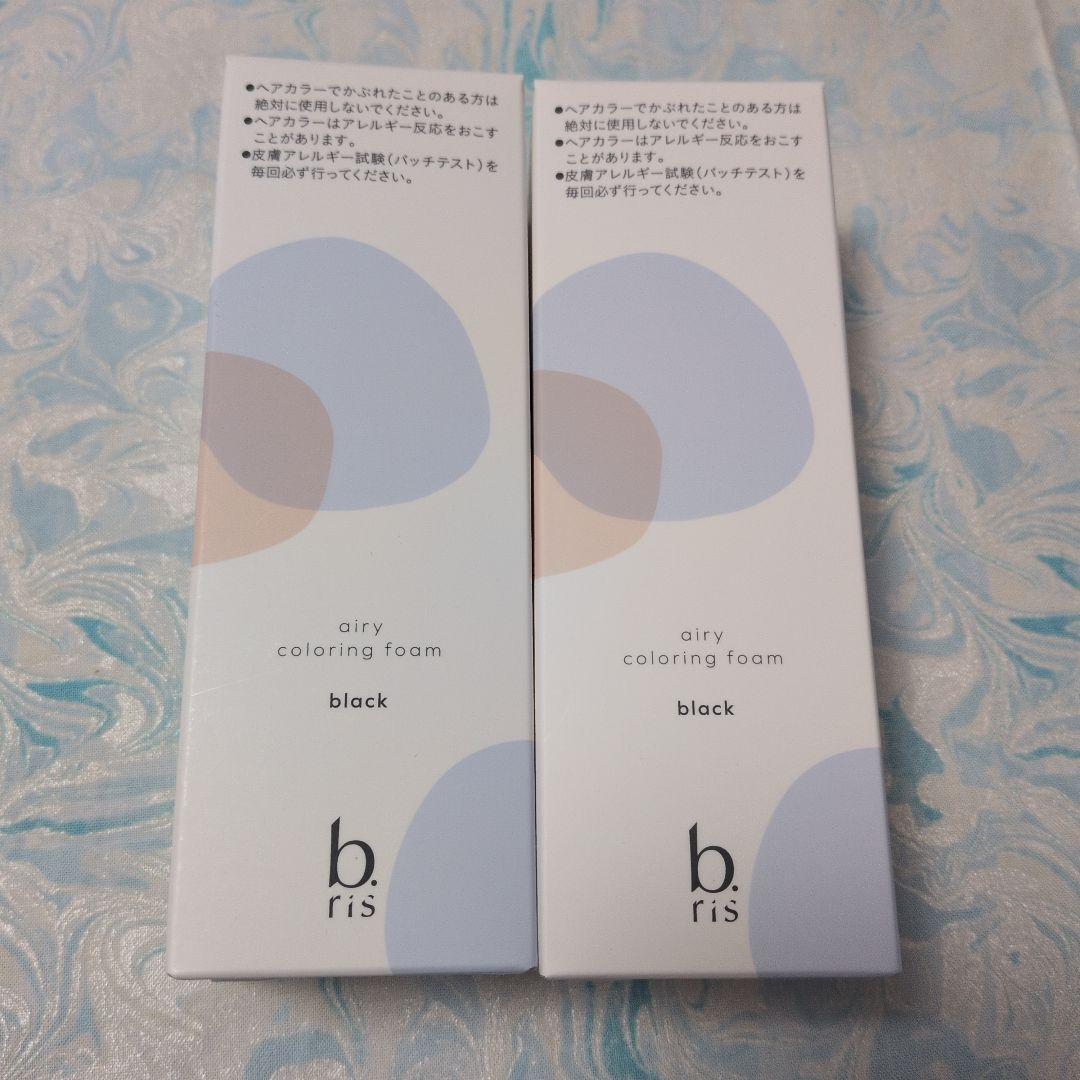 ●ヘアカラーでかぶれたことのある方は
絶対に使用しないでください。
●ヘアカラーはアレルギー反応をおこす
ことがあります。
●皮膚アレルギー試験(パッチテスト)を
毎回必ず行ってください。
airy
coloring foam
black
b.
ris
●ヘアカラーでかぶれたことのある方は
絶対に使用しないでください。
●ヘアカラーはアレルギー反応をおこす
ことがあります。
●皮膚アレルギー試験(パッチテスト)を
毎回必ず行ってください。
airy
coloring foam
black
b.
ris